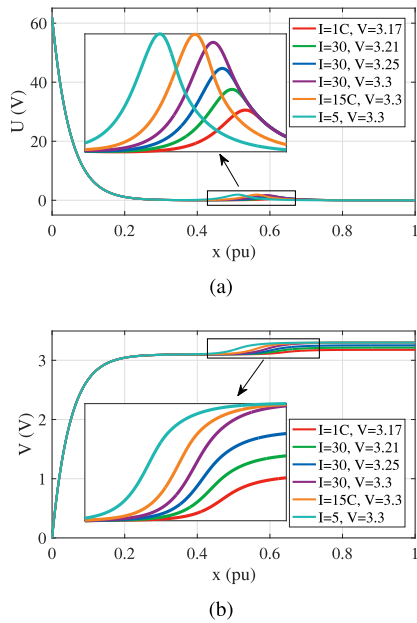 60
40
20
0
U (V)
I=1C, V=3.17
I=30, V=3.21
I=30, V=3.25
I=30, V=3.3
I=15C, V=3.3
I=5, V=3.3
0 0.2 0.4 0.6 0.8 1
x (pu)
(a)
3
2
1
0
V (V)
I=1C, V=3.17
I=30, V=3.21
I=30, V=3.25
I=30, V=3.3
I=15C, V=3.3
I=5, V=3.3
0 0.2 0.4 0.6 0.8 1
x (pu)
(b)